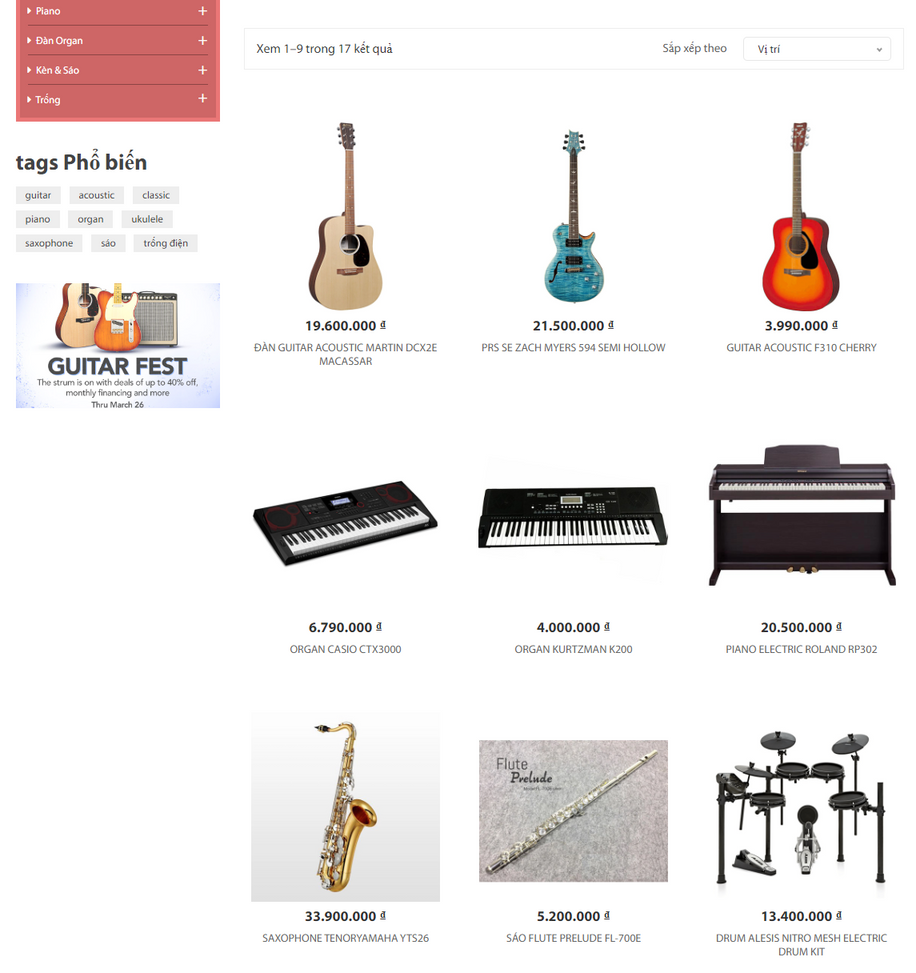 Piano
Đàn Organ
Kèn & Sáo
Trống
tags Phổ biến
guitar acoustic classic
piano organ ukulele
saxophone sáo trống điện
GUITAR FEST
The strum is on with deals of up to 40% off,
monthly financing and more
Thru March 26
Xem 1–9 trong 17 kết quả
Sắp xếp theo
Vị trí
19.600.000 ₫
ĐÀN GUITAR ACOUSTIC MARTIN DCX2E
MACASSAR
21.500.000 ₫
PRS SE ZACH MYERS 594 SEMI HOLLOW
3.990.000 ₫
GUITAR ACOUSTIC F310 CHERRY
6.790.000 ₫
ORGAN CASIO CTX3000
4.000.000 ₫
ORGAN KURTZMAN K200
20.500.000 ₫
PIANO ELECTRIC ROLAND RP302
Flute
Prelude
33.900.000 ₫
SAXOPHONE TENORYAMAHA YTS26
5.200.000 ₫
SÁO FLUTE PRELUDE FL-700E
13.400.000 ₫
DRUM ALESIS NITRO MESH ELECTRIC
DRUM KIT